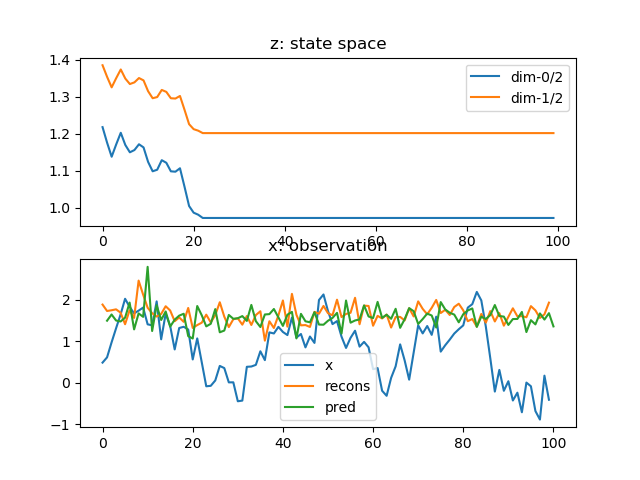 z: state space
1.4
1.3
1.2
1.1
1.0
dim-0/2
dim-1/2
0 20 40 60 80 100
x: observation
2
1
0
−1
x
recons
pred
0 20 40 60 80 100